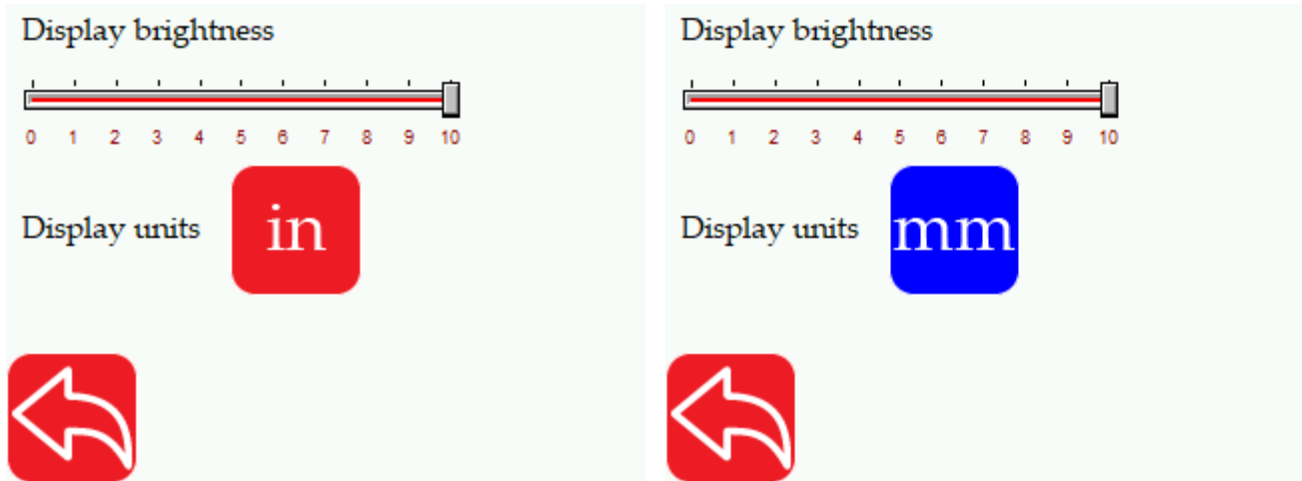 Display brightness
0 1 2 3 4 5 6 7 8 9 10
Display units in
Display brightness
0 1 2 3 4 5 6 7 8 9 10
Display units mm